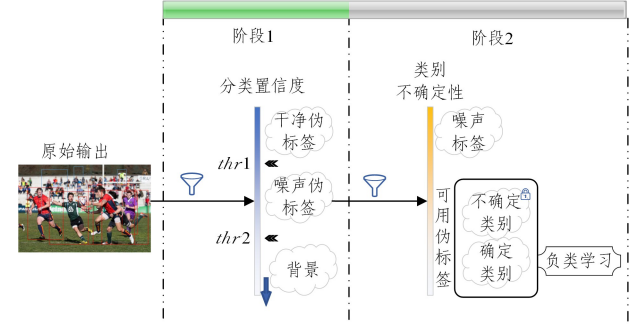 阶段1
阶段2
分类置信度
类别
不确定性
原始输出
干净伪
标签
thr1
噪声伪
标签
thr2
背景
噪声
标签
可用伪标签
不确定
类别
确定
类别
负类学习